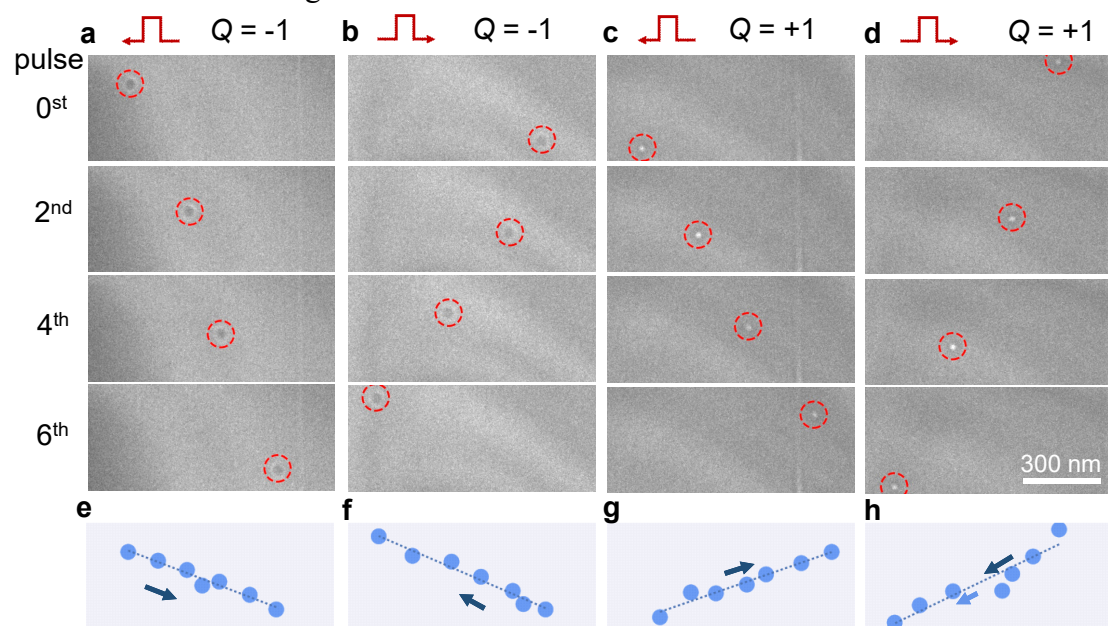 a Q = -1 b Q = -1 c Q = +1 d Q = +1
pulse
0st
2nd
4th
6th
300 nm
e f g h